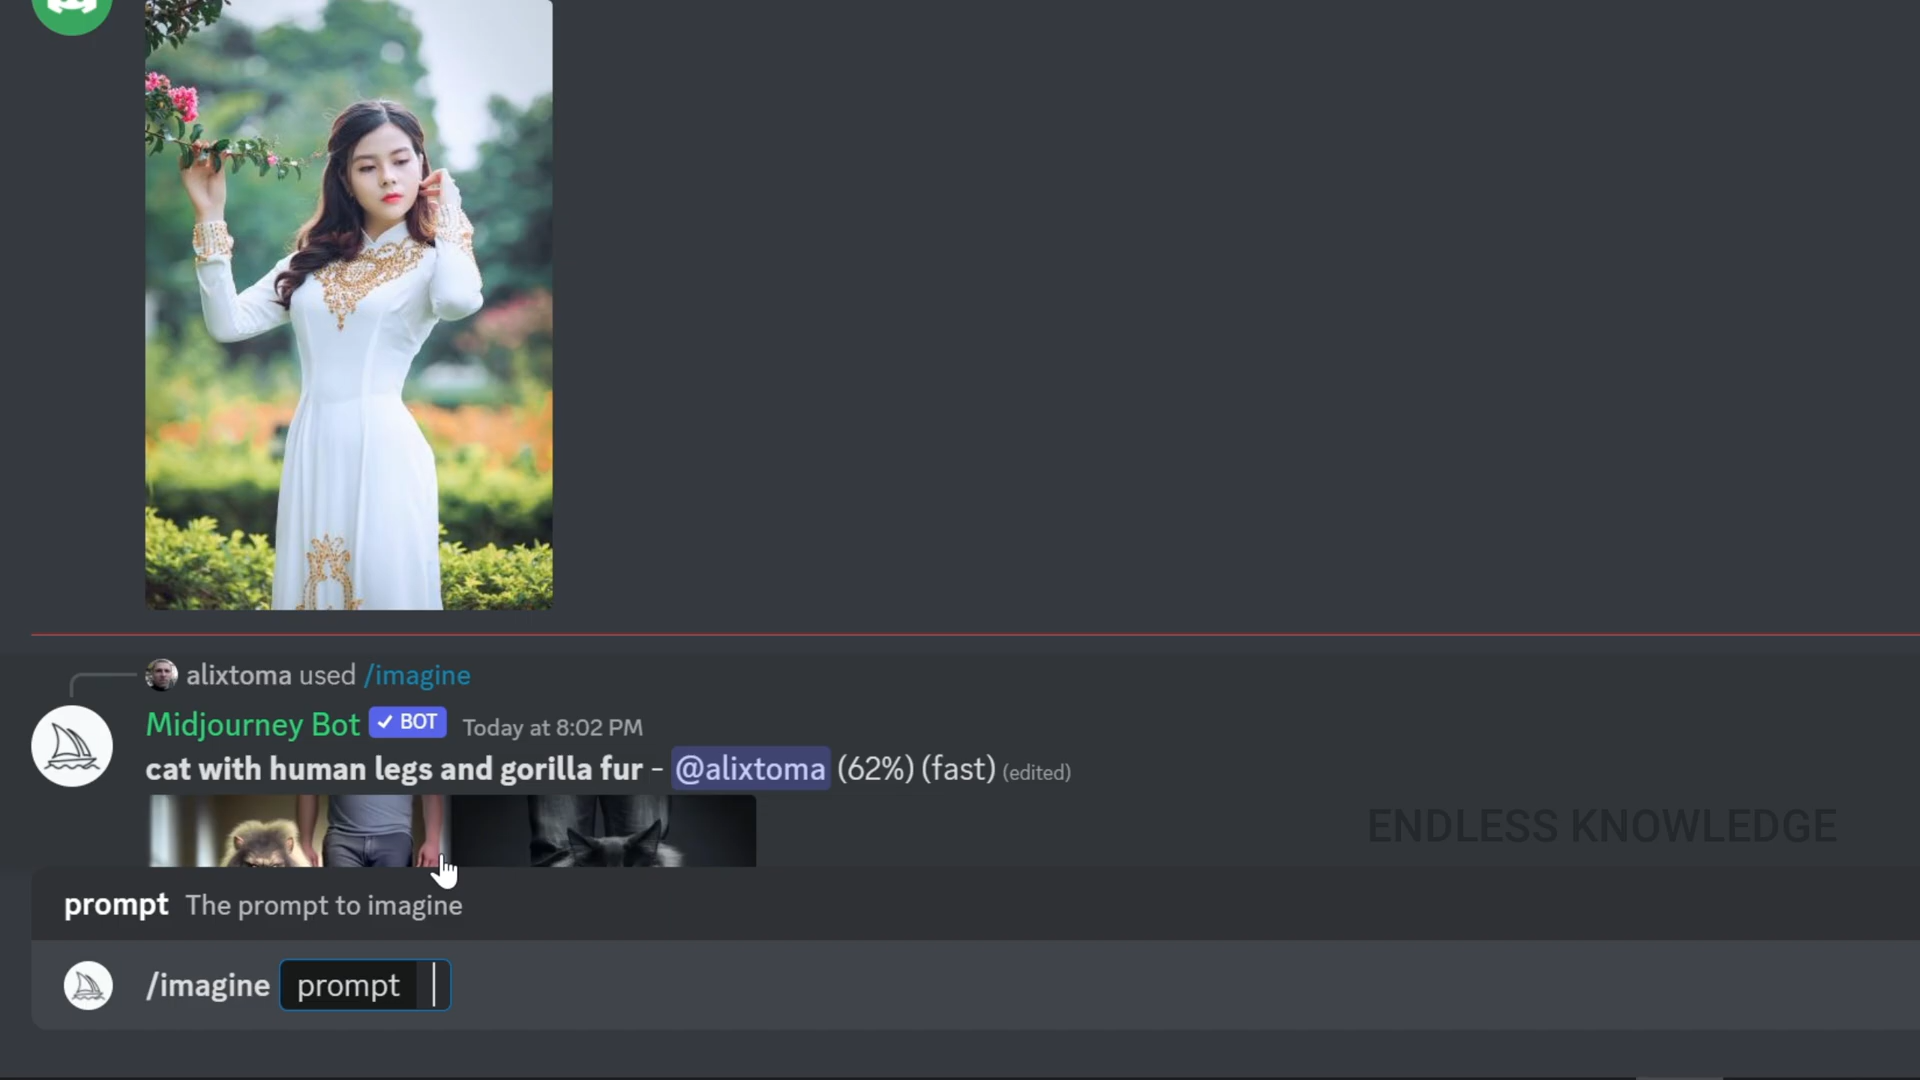 alixtoma used /imagine
Midjourney Bot ✓ BOT Today at 8:02 PM
cat with human legs and gorilla fur - @alixtoma (62%) (fast) (edited)
ENDLESS KNOWLEDGE
prompt The prompt to imagine
/imagine prompt